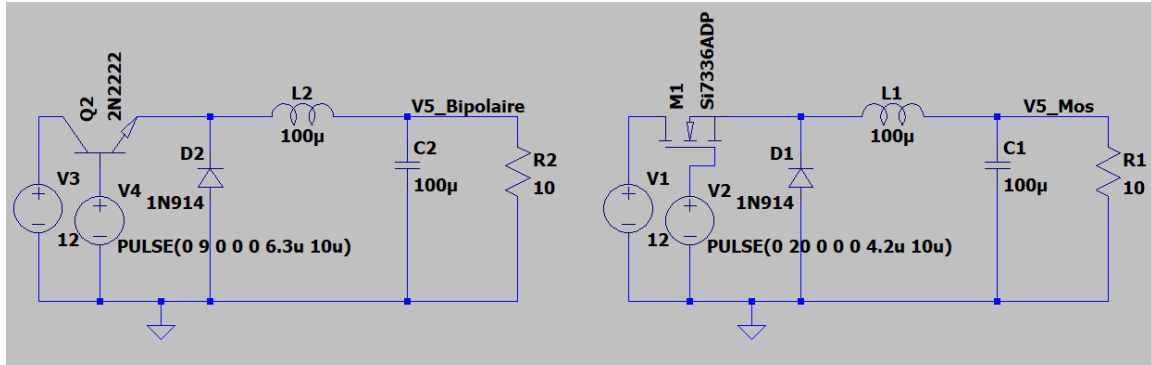 Q2
2N2222
L2
100µ
V5_Bipolaire
V3
12
V4
PULSE(0 9 0 0 0 6.3u 10u)
D2
1N914
C2
100µ
R2
10
M1
Si7336ADP
L1
100µ
V5_Mos
V1
12
V2
PULSE(0 20 0 0 0 4.2u 10u)
D1
1N914
C1
100µ
R1
10